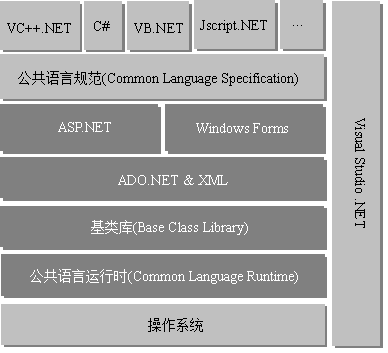 VC++.NET
C#
VB.NET
Jscript.NET
...
公共语言规范(Common Language Specification)
ASP.NET
Windows Forms
ADO.NET & XML
基类库(Base Class Library)
公共语言运行时(Common Language Runtime)
操作系统
Visual Studio .NET